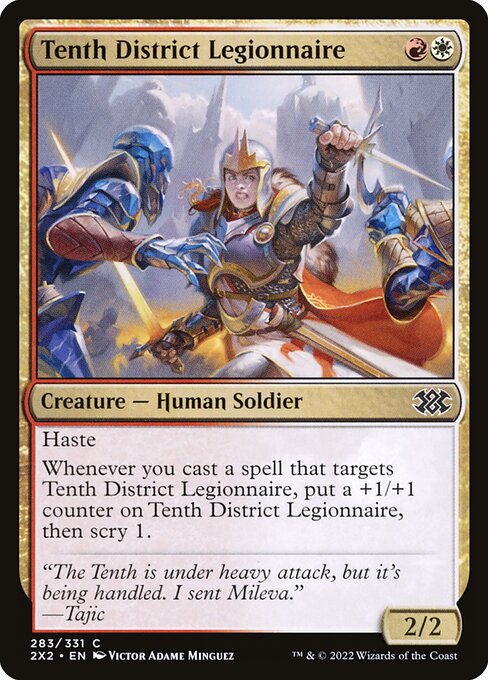 Tenth District Legionnaire
Creature — Human Soldier
Haste
Whenever you cast a spell that targets
Tenth District Legionnaire, put a +1/+1
counter on Tenth District Legionnaire,
then scry 1.
“The Tenth is under heavy attack, but it’s
being handled. I sent Mileva.”
—Tajic
2/2
283/331 C
2X2 • EN Victor Adame Minguez
™ & © 2022 Wizards of the Coast